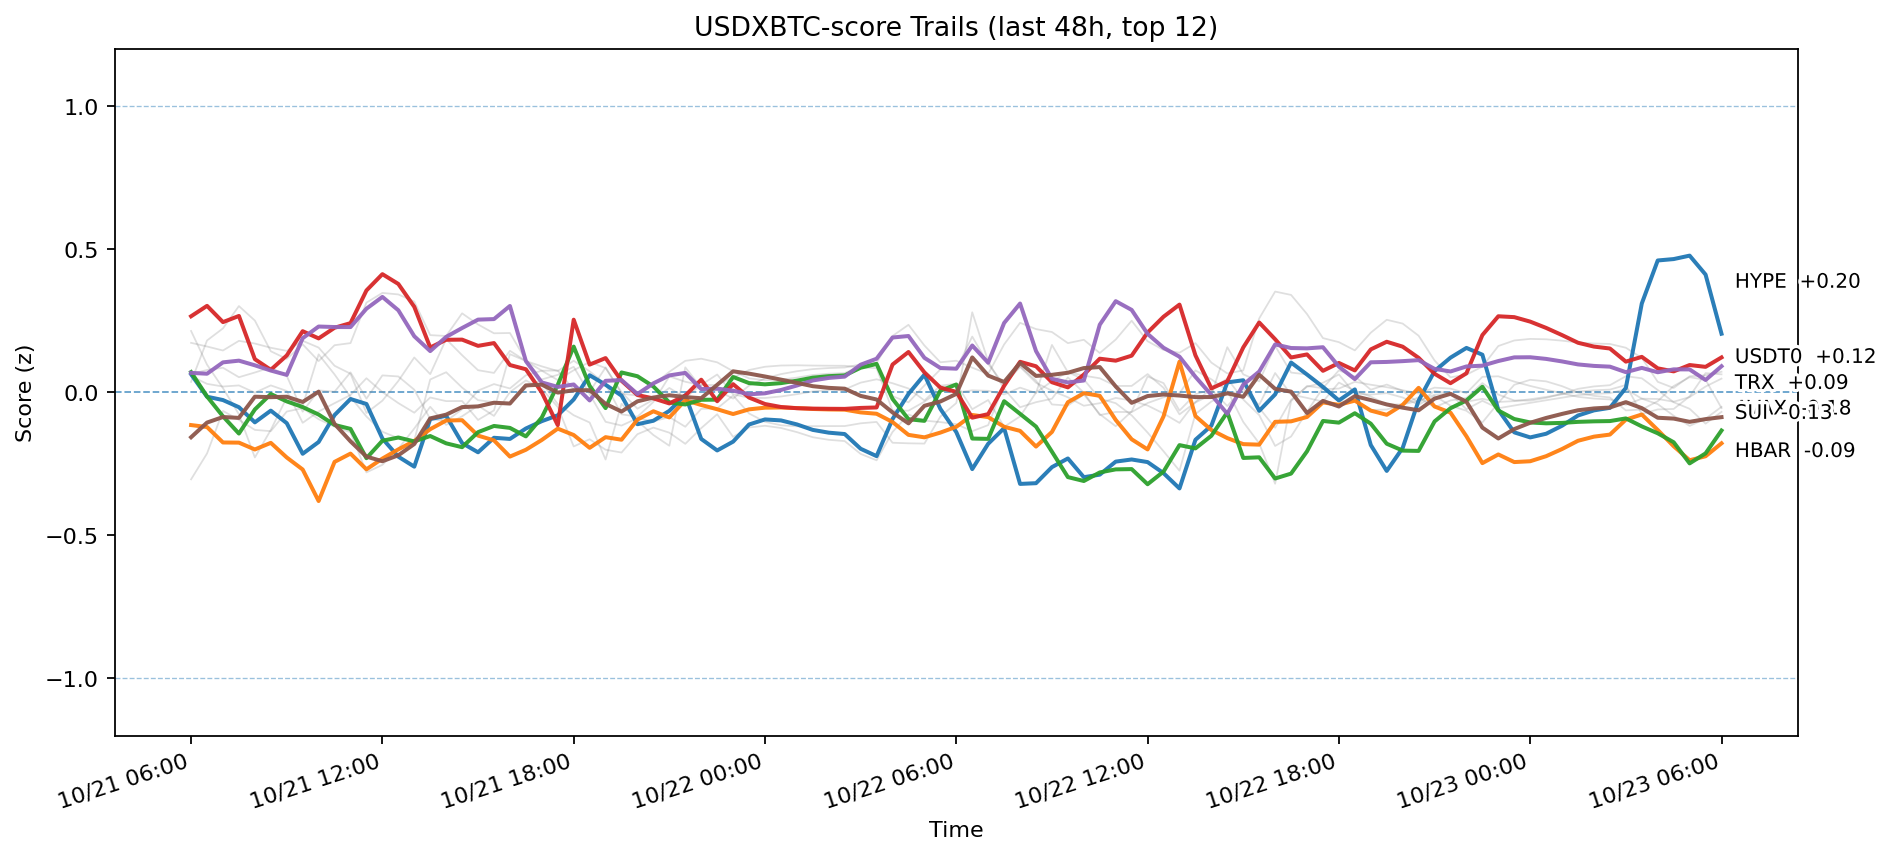 USDXBTC-score Trails (last 48h, top 12)
Score (z)
1.0
0.5
0.0
−0.5
−1.0
HYPE +0.20
USDT0 +0.12
TRX +0.09
SUI -0.13
HBAR -0.09
10/21 06:00
10/21 12:00
10/21 18:00
10/22 00:00
10/22 06:00
10/22 12:00
10/22 18:00
10/23 00:00
10/23 06:00
Time